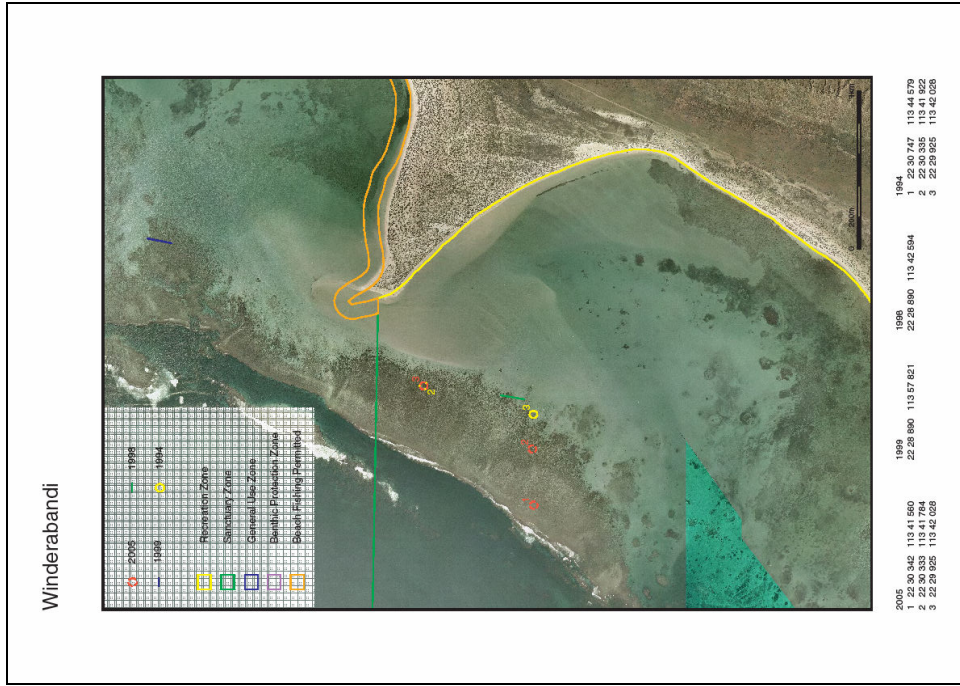 Winderabandi
2005 1998
1999 1994
Recreation Zone
Sanctuary Zone
General Use Zone
Benthic Protection Zone
Beach Fishing Permitted
2
3
2005 1999 1998 1994
1 22 30 342 113 41 560 22 28 890 113 57 821 22 28 890 113 42 594 1 22 30 747 113 44 579
2 22 30 333 113 41 784 2 22 30 335 113 41 922
3 22 29 925 113 42 028 3 22 29 925 113 42 028